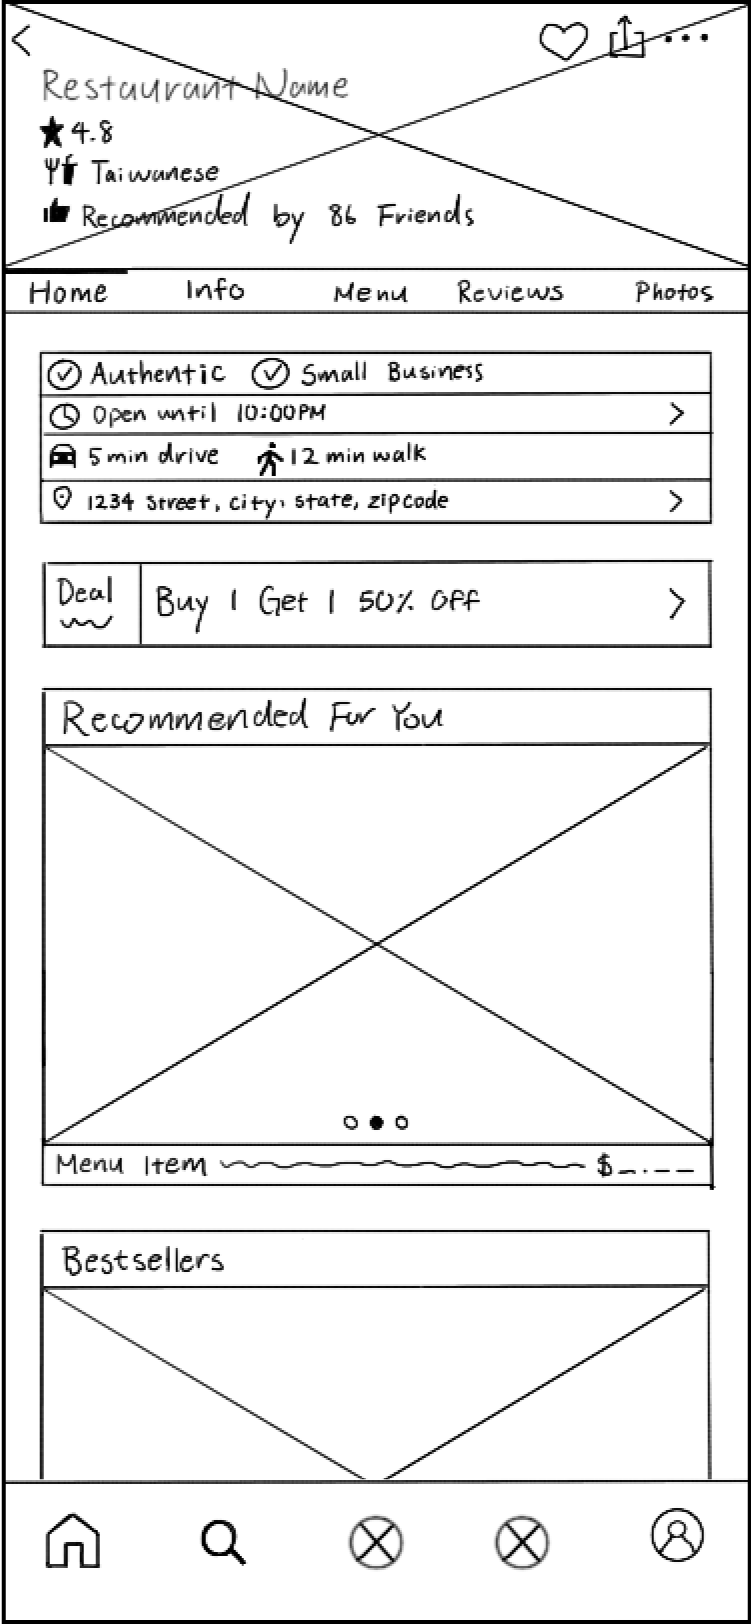 Restaurant Name
4.8
Taiwanese
Recommended by 86 Friends
Home Info Menu Reviews Photos
Authentic Small Business
Open until 10:00PM
5 min drive 12 min walk
1234 Street, city, state, zipcode
Deal Buy 1 Get 1 50% Off
Recommended For You
Menu Item $_.__
Bestsellers